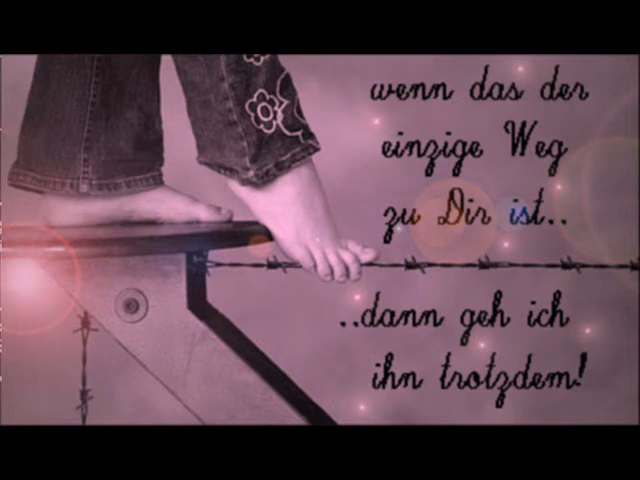 wenn das der
einzige Weg
zu Dir ist..
..dann geh ich
ihn trotzdem!